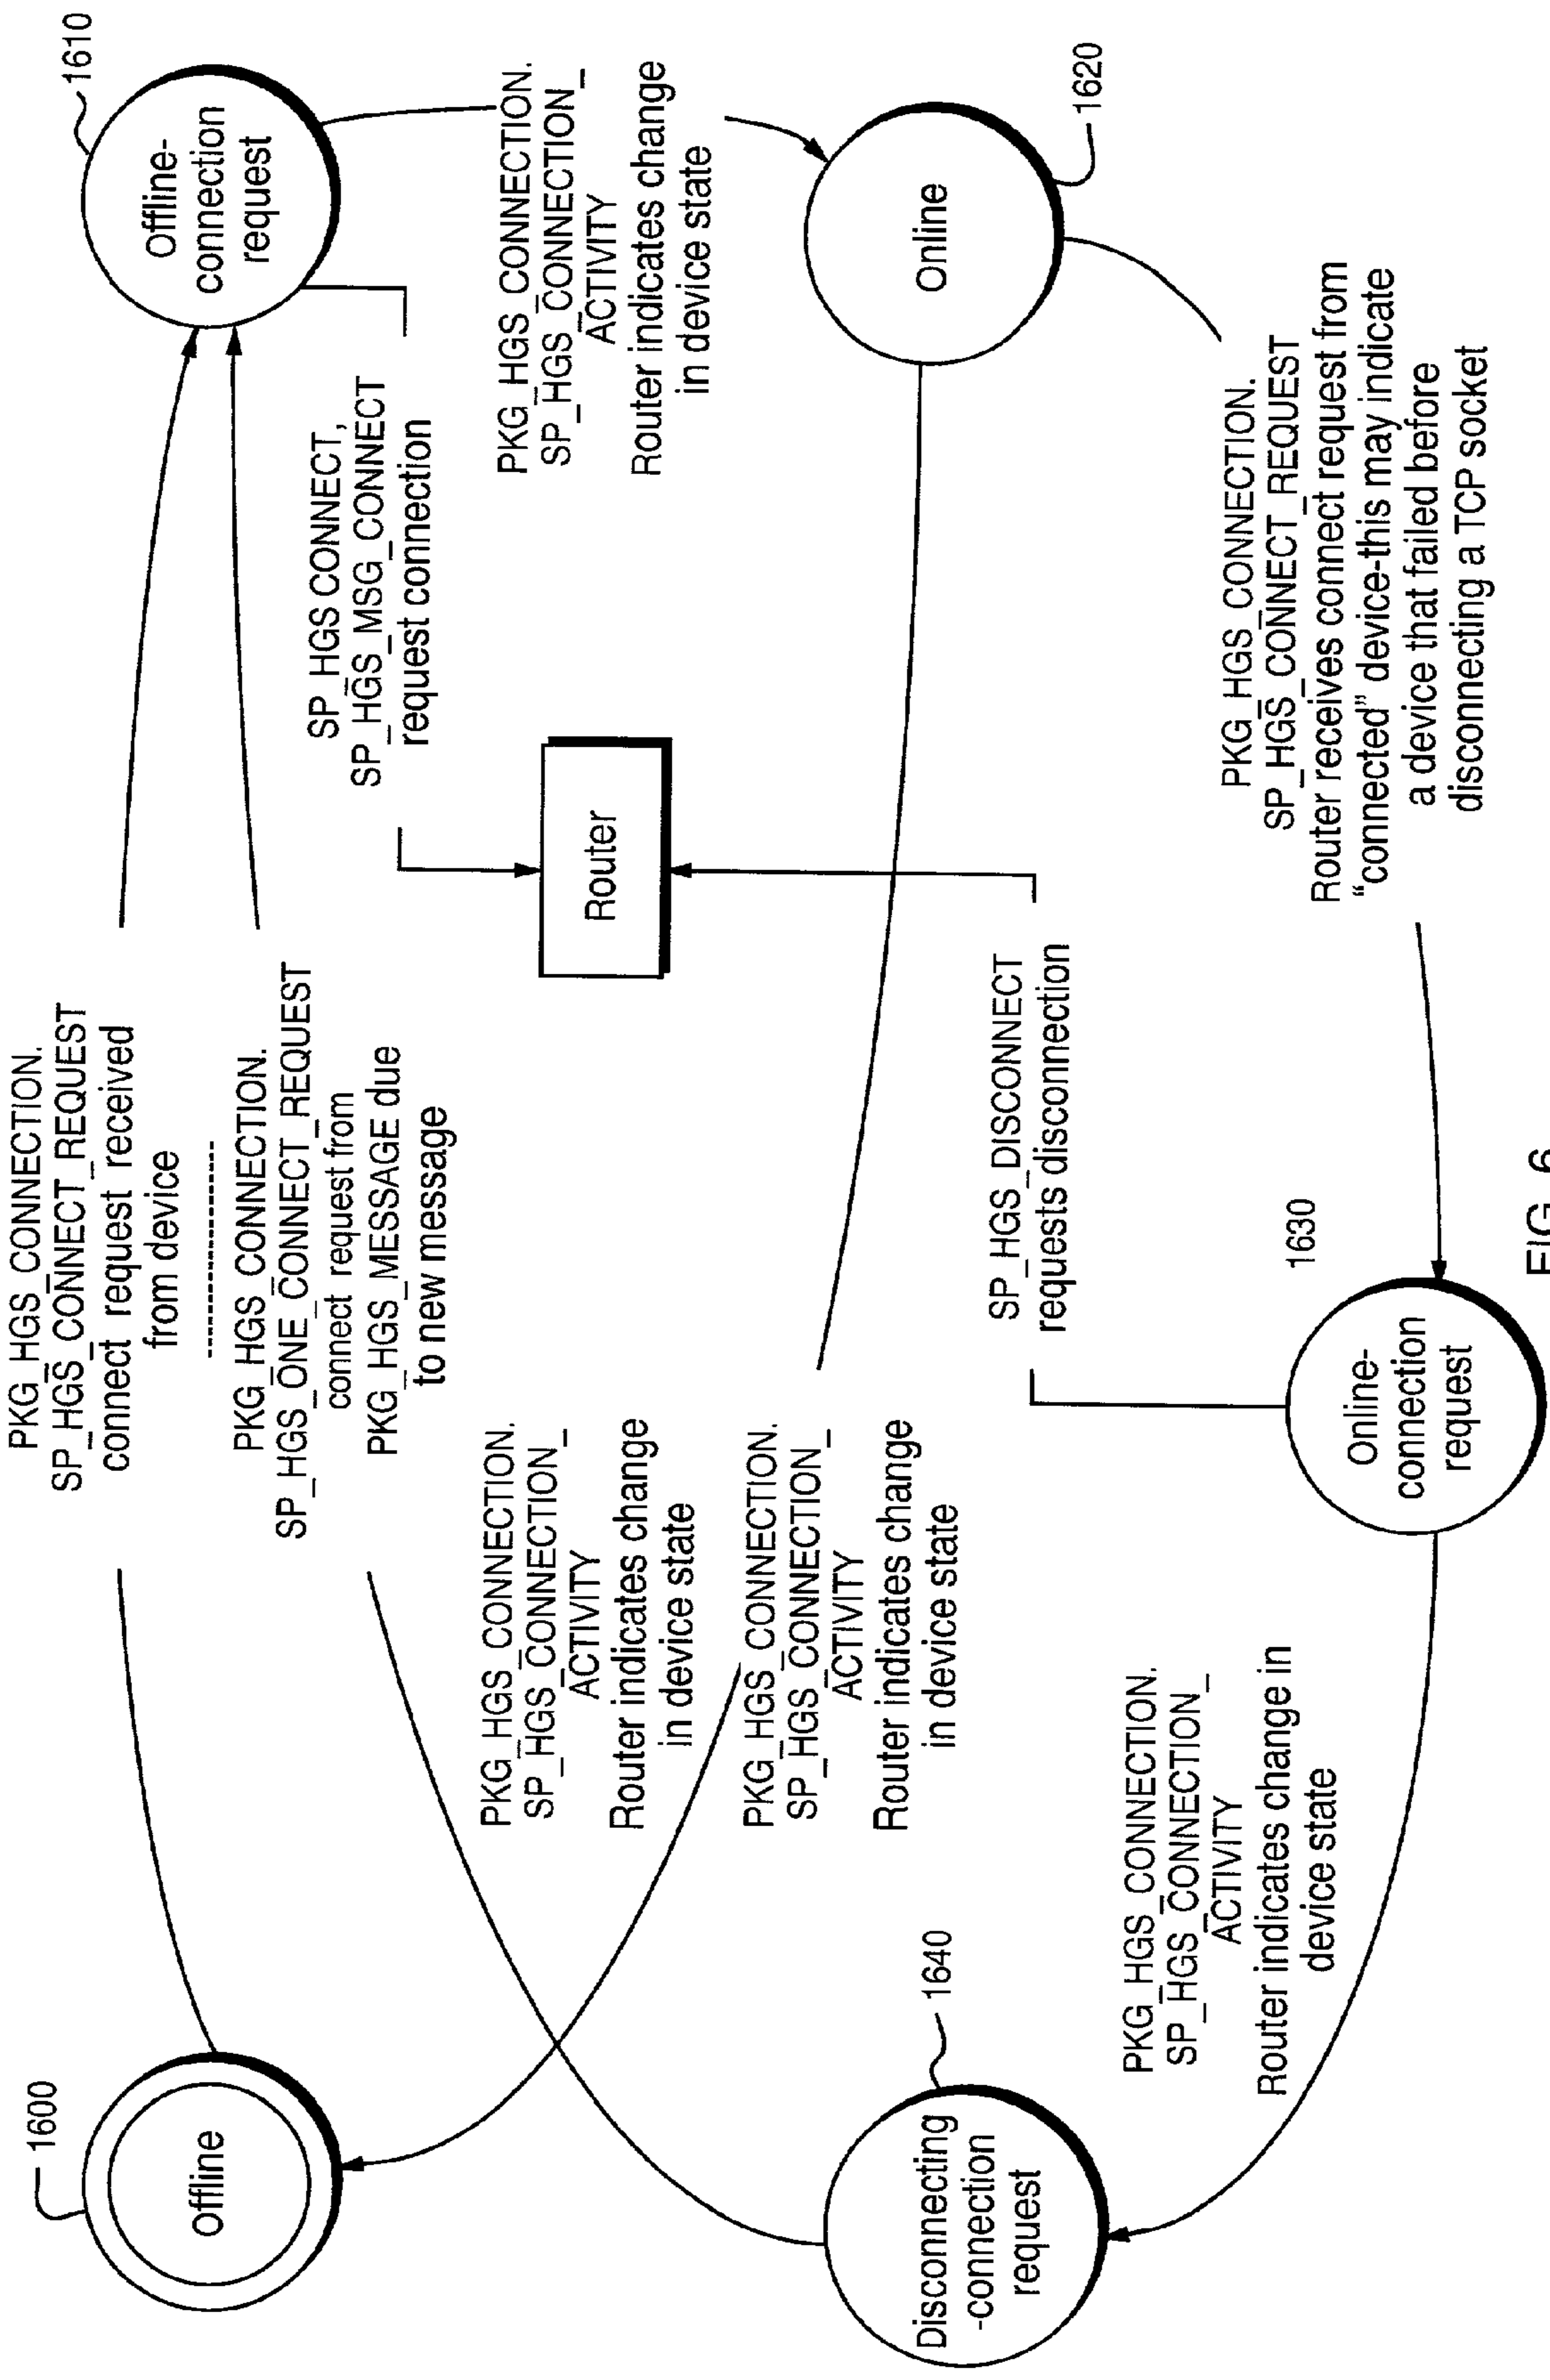 1600
Offline
PKG_HGS_CONNECTION.
SP_HGS_CONNECT_REQUEST
connect request received
from device
PKG_HGS_CONNECTION.
SP_HGS_ONE_CONNECT_REQUEST
connect request from
PKG_HGS_MESSAGE due
to new message
1610
Offline-
connection
request
SP_HGS CONNECT,
SP_HGS_MSG_CONNECT
request connection
PKG_HGS_CONNECTION.
SP_HGS_CONNECTION_
ACTIVITY
Router indicates change
in device state
Router
PKG_HGS_CONNECTION.
SP_HGS_CONNECTION_
ACTIVITY
Router indicates change
in device state
PKG_HGS_CONNECTION.
SP_HGS_CONNECTION_
ACTIVITY
Router indicates change
in device state
Online
1620
Disconnecting
-connection
request
1640
SP_HGS_DISCONNECT
requests disconnection
PKG_HGS_CONNECTION.
SP_HGS_CONNECTION_
ACTIVITY
Router indicates change in
device state
1630
Online-
connection
request
PKG_HGS_CONNECTION.
SP_HGS_CONNECT_REQUEST
Router receives connect request from
“connected” device-this may indicate
a device that failed before
disconnecting a TCP socket
FIG. 6